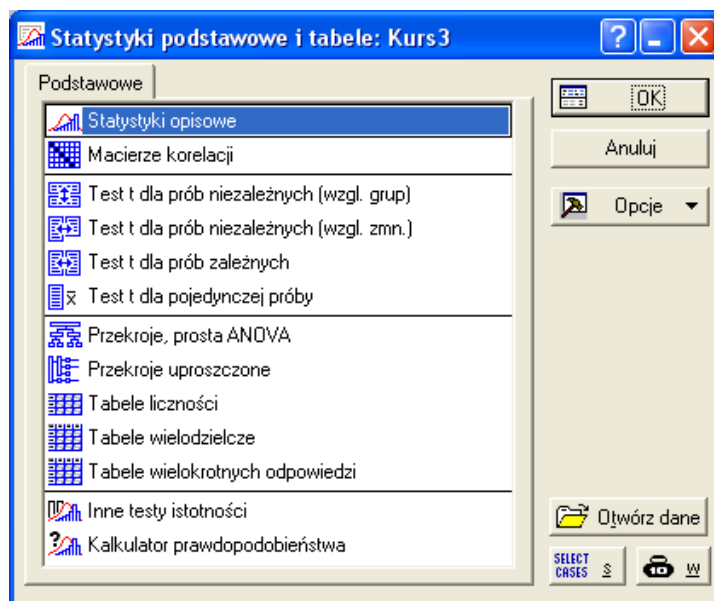 Statystyki podstawowe i tabele: Kurs3
Podstawowe
Statystyki opisowe
Macierze korelacji
Test t dla prób niezależnych (wzgl. grup)
Test t dla prób niezależnych (wzgl. zmn.)
Test t dla prób zależnych
Test t dla pojedynczej próby
Przekroje, prosta ANOVA
Przekroje uproszczone
Tabele liczności
Tabele wielodzielcze
Tabele wielokrotnych odpowiedzi
Inne testy istotności
Kalkulator prawdopodobieństwa
OK
Anuluj
Opcje
Otwórz dane
SELECT
CASES S
W